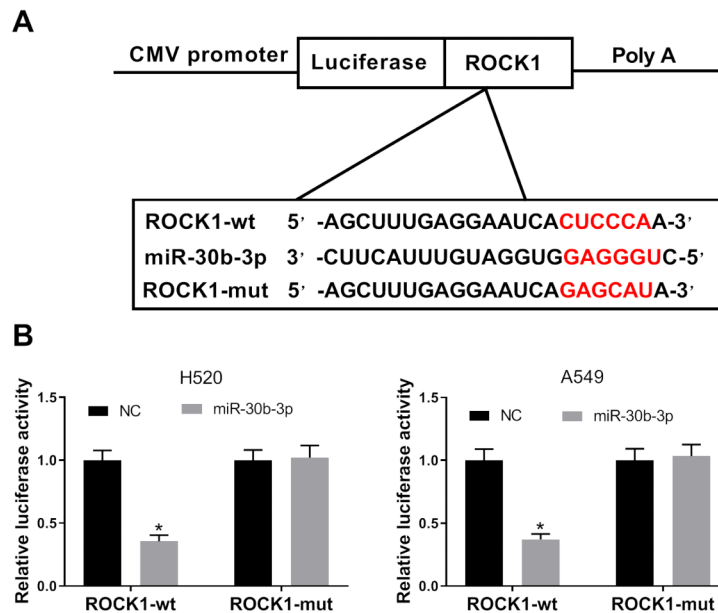 A
CMV promoter Luciferase ROCK1 Poly A
ROCK1-wt 5' -AGCUUUGAGGAAUCACUCCCAA-3'
miR-30b-3p 3' -CUUCAUUUGUAGGUGGAGGGUC-5'
ROCK1-mut 5' -AGCUUUGAGGAAUCAGAGCAUA-3'
B
H520
Relative luciferase activity
NC miR-30b-3p
1.5
1.0
0.5
0.0
*
ROCK1-wt ROCK1-mut
A549
Relative luciferase activity
NC miR-30b-3p
1.5
1.0
0.5
0.0
*
ROCK1-wt ROCK1-mut